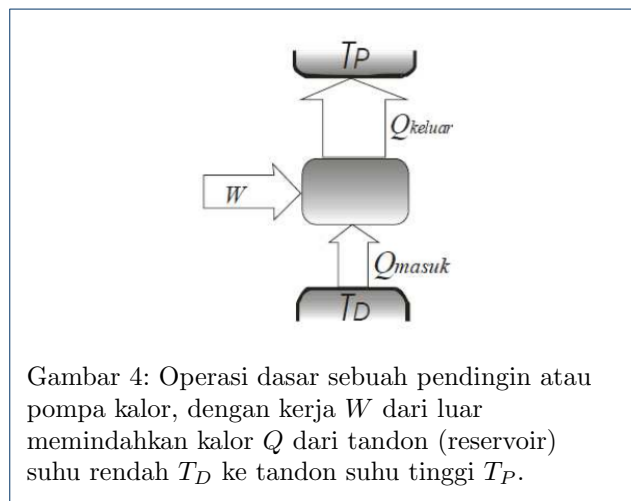 TP
Qkeluar
W
Qmasuk
TD
Gambar 4: Operasi dasar sebuah pendingin atau
pompa kalor, dengan kerja W dari luar
memindahkan kalor Q dari tandon (reservoir)
suhu rendah TD ke tandon suhu tinggi TP.